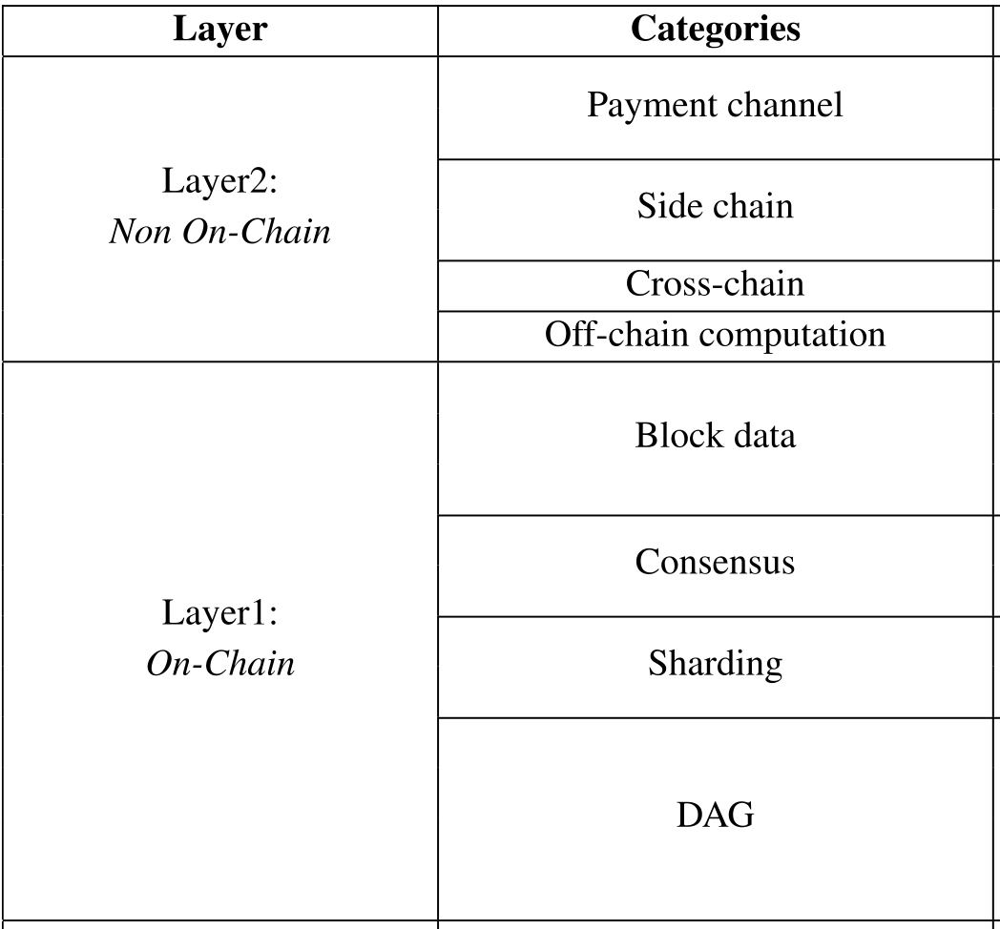 Layer
Categories
Layer2:
Non On-Chain
Payment channel
Side chain
Cross-chain
Off-chain computation
Layer1:
On-Chain
Block data
Consensus
Sharding
DAG